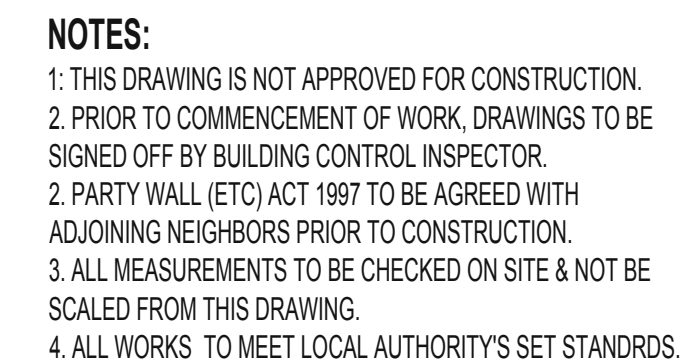 NOTES:
1: THIS DRAWING IS NOT APPROVED FOR CONSTRUCTION.
2. PRIOR TO COMMENCEMENT OF WORK, DRAWINGS TO BE
SIGNED OFF BY BUILDING CONTROL INSPECTOR.
2. PARTY WALL (ETC) ACT 1997 TO BE AGREED WITH
ADJOINING NEIGHBORS PRIOR TO CONSTRUCTION.
3. ALL MEASUREMENTS TO BE CHECKED ON SITE & NOT BE
SCALED FROM THIS DRAWING.
4. ALL WORKS  TO MEET LOCAL AUTHORITY'S SET STANDRDS.